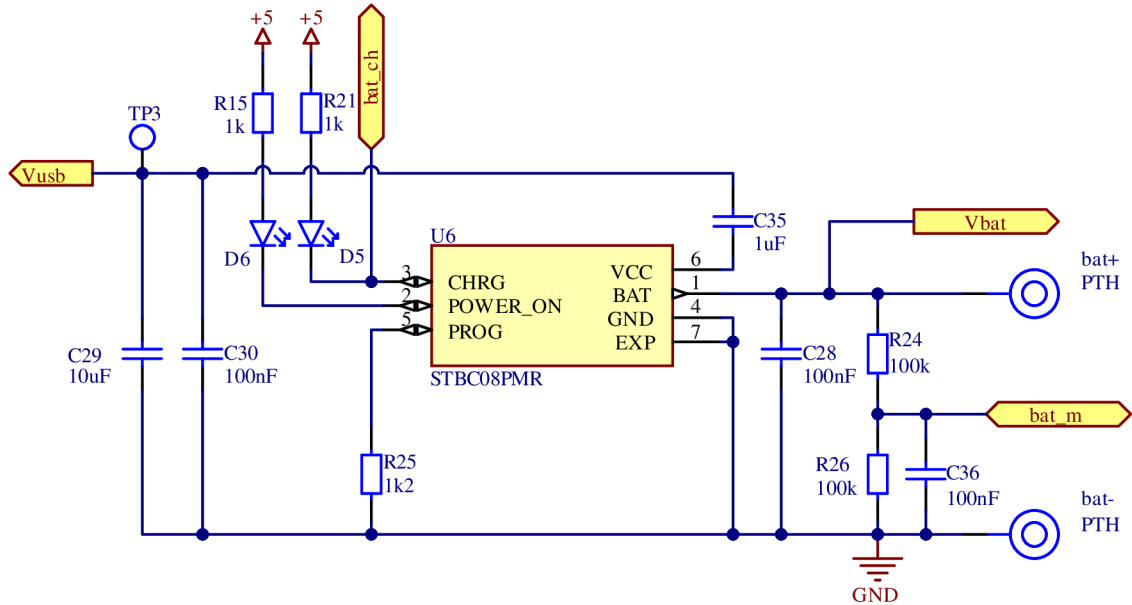 +5
+5
bat_ch
R15
1k
R21
1k
TP3
Vusb
D6
D5
U6
C35
1uF
Vbat
bat+
PTH
3
CHRG
2
POWER_ON
5
PROG
VCC
6
BAT
1
GND
4
EXP
7
STBC08PMR
C29
10uF
C30
100nF
C28
100nF
R24
100k
bat_m
R25
1k2
R26
100k
C36
100nF
bat-
PTH
GND